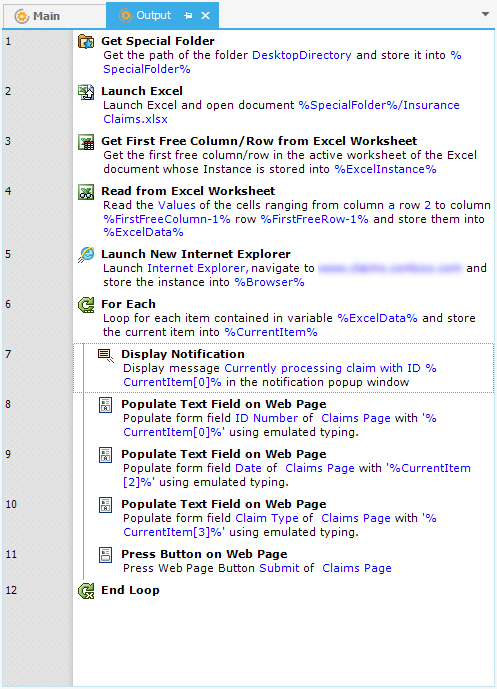 Main
Output
1
Get Special Folder
Get the path of the folder DesktopDirectory and store it into %
SpecialFolder%
2
Launch Excel
Launch Excel and open document %SpecialFolder%/Insurance
Claims.xlsx
3
Get First Free Column/Row from Excel Worksheet
Get the first free column/row in the active worksheet of the Excel
document whose Instance is stored into %ExcelInstance%
4
Read from Excel Worksheet
Read the Values of the cells ranging from column a row 2 to column
%FirstFreeColumn-1% row %FirstFreeRow-1% and store them into
%ExcelData%
5
Launch New Internet Explorer
Launch Internet Explorer, navigate to and
store the instance into %Browser%
6
For Each
Loop for each item contained in variable %ExcelData% and store
the current item into %CurrentItem%
7
Display Notification
Display message Currently processing claim with ID %
CurrentItem[0]% in the notification popup window
8
Populate Text Field on Web Page
Populate form field ID Number of Claims Page with '%
CurrentItem[0]%' using emulated typing.
9
Populate Text Field on Web Page
Populate form field Date of Claims Page with '%CurrentItem
[2]%' using emulated typing.
10
Populate Text Field on Web Page
Populate form field Claim Type of Claims Page with '%
CurrentItem[3]%' using emulated typing.
11
Press Button on Web Page
Press Web Page Button Submit of Claims Page
12
End Loop